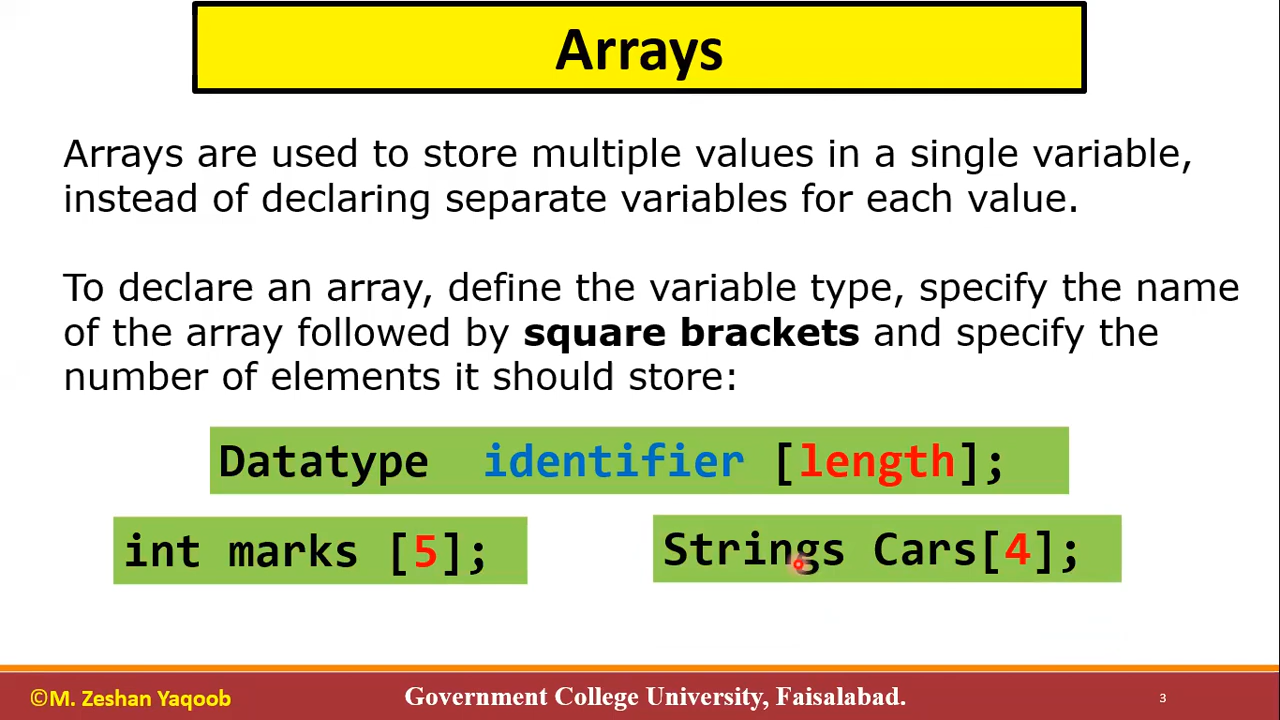 Arrays
Arrays are used to store multiple values in a single variable,
instead of declaring separate variables for each value.
To declare an array, define the variable type, specify the name
of the array followed by square brackets and specify the
number of elements it should store:
Datatype identifier [length];
int marks [5];
Strings Cars[4];
©M. Zeshan Yaqoob
Government College University, Faisalabad.
3